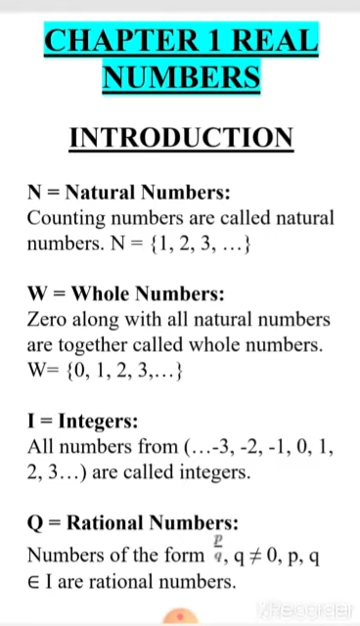 CHAPTER 1 REAL
NUMBERS
INTRODUCTION
N = Natural Numbers:
Counting numbers are called natural
numbers. N = {1, 2, 3, …}
W = Whole Numbers:
Zero along with all natural numbers
are together called whole numbers.
W= {0, 1, 2, 3,…}
I = Integers:
All numbers from (…-3, -2, -1, 0, 1,
2, 3…) are called integers.
Q = Rational Numbers:
Numbers of the form p/q, q ≠ 0, p, q
∈ I are rational numbers.
XRecorder